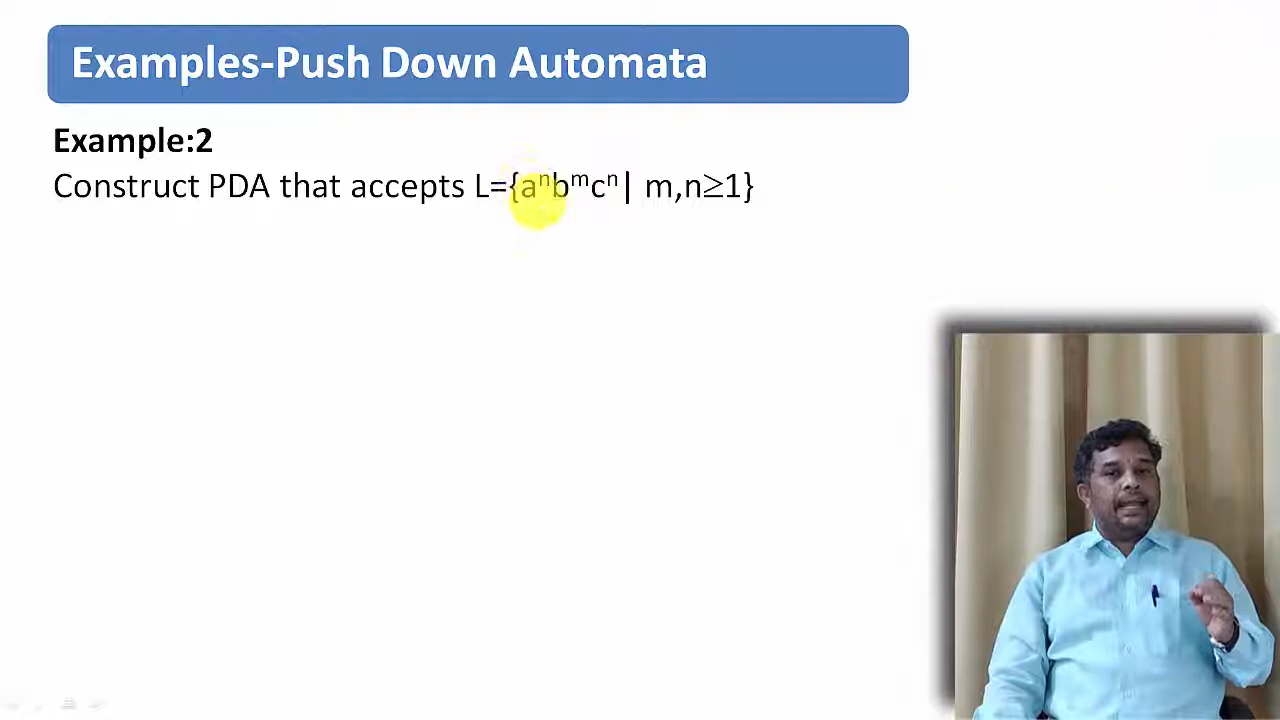 Examples-Push Down Automata
Example:2
Construct PDA that accepts L={aⁿbᵐcⁿ| m,n≥1}